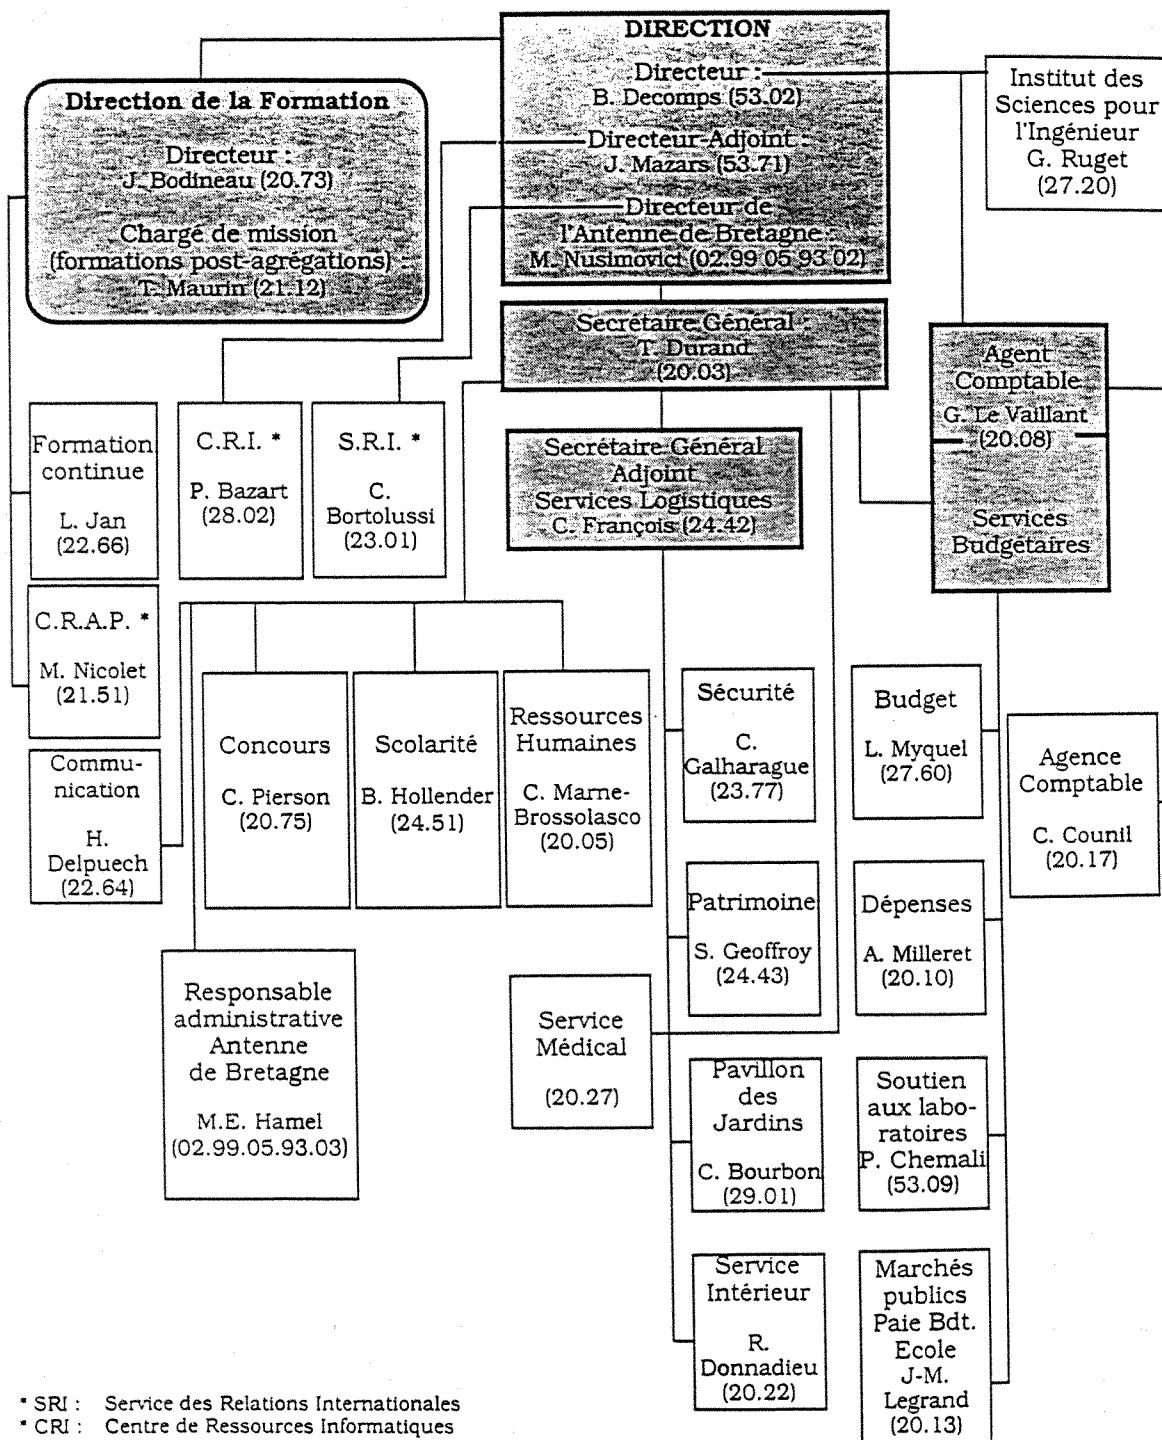 DIRECTION
Directeur :
B. Decomps (53.02)
Directeur-Adjoint :
J. Mazars (53.71)
Directeur de
l'Antenne de Bretagne :
M. Nusimovici (02.99.05.93.02)
Direction de la Formation
Directeur :
J. Bodineau (20.73)
Chargé de mission
(formations post-agrégations)
T. Maurin (21.12)
Institut des
Sciences pour
l'Ingénieur
G. Ruget
(27.20)
Secrétaire Général :
T. Durand
(20.03)
Agent
Comptable
G. Le Vaillant
(20.08)
Services
Budgétaires
Formation
continue
L. Jan
(22.66)
C.R.I. *
P. Bazart
(28.02)
S.R.I. *
C.
Bortolussi
(23.01)
Secrétaire Général
Adjoint
Services Logistiques
C. François (24.42)
C.R.A.P. *
M. Nicolet
(21.51)
Commu-
nication
H.
Delpuech
(22.64)
Concours
C. Pierson
(20.75)
Scolarité
B. Hollender
(24.51)
Ressources
Humaines
C. Marne-
Brossolasco
(20.05)
Sécurité
C.
Galharague
(23.77)
Budget
L. Myquel
(27.60)
Agence
Comptable
C. Counil
(20.17)
Patrimoine
S. Geoffroy
(24.43)
Dépenses
A. Milleret
(20.10)
Responsable
administrative
Antenne
de Bretagne
M.E. Hamel
(02.99.05.93.03)
Service
Médical
(20.27)
Pavillon
des
Jardins
C. Bourbon
(29.01)
Soutien
aux labo-
ratoires
P. Chemali
(53.09)
Service
Intérieur
R.
Donnadieu
(20.22)
Marchés
publics
Paie Bdt.
Ecole
J-M.
Legrand
(20.13)
* SRI : Service des Relations Internationales
* CRI : Centre de Ressources Informatiques